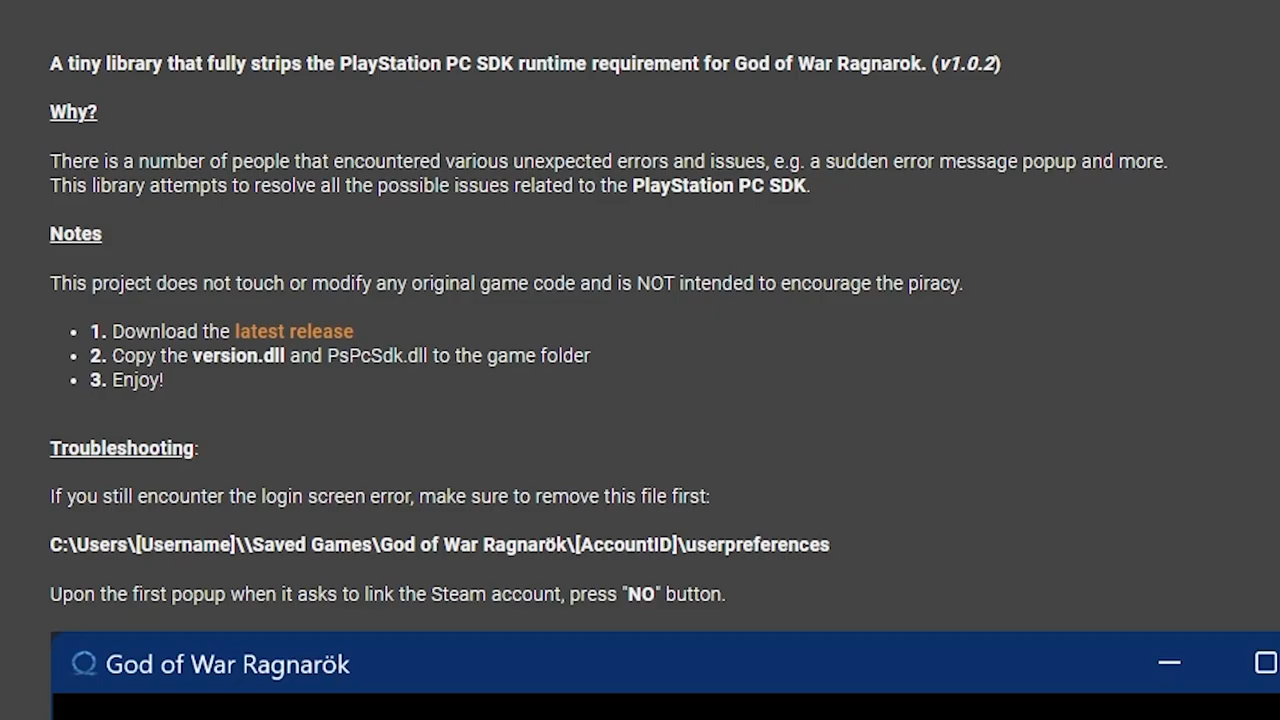 A tiny library that fully strips the PlayStation PC SDK runtime requirement for God of War Ragnarok. (v1.0.2)
Why?
There is a number of people that encountered various unexpected errors and issues, e.g. a sudden error message popup and more.
This library attempts to resolve all the possible issues related to the PlayStation PC SDK.
Notes
This project does not touch or modify any original game code and is NOT intended to encourage the piracy.
• 1. Download the latest release
• 2. Copy the version.dll and PsPcSdk.dll to the game folder
• 3. Enjoy!
Troubleshooting:
If you still encounter the login screen error, make sure to remove this file first:
C:\Users\[Username]\\Saved Games\God of War Ragnarök\[AccountID]\userpreferences
Upon the first popup when it asks to link the Steam account, press "NO" button.
God of War Ragnarök